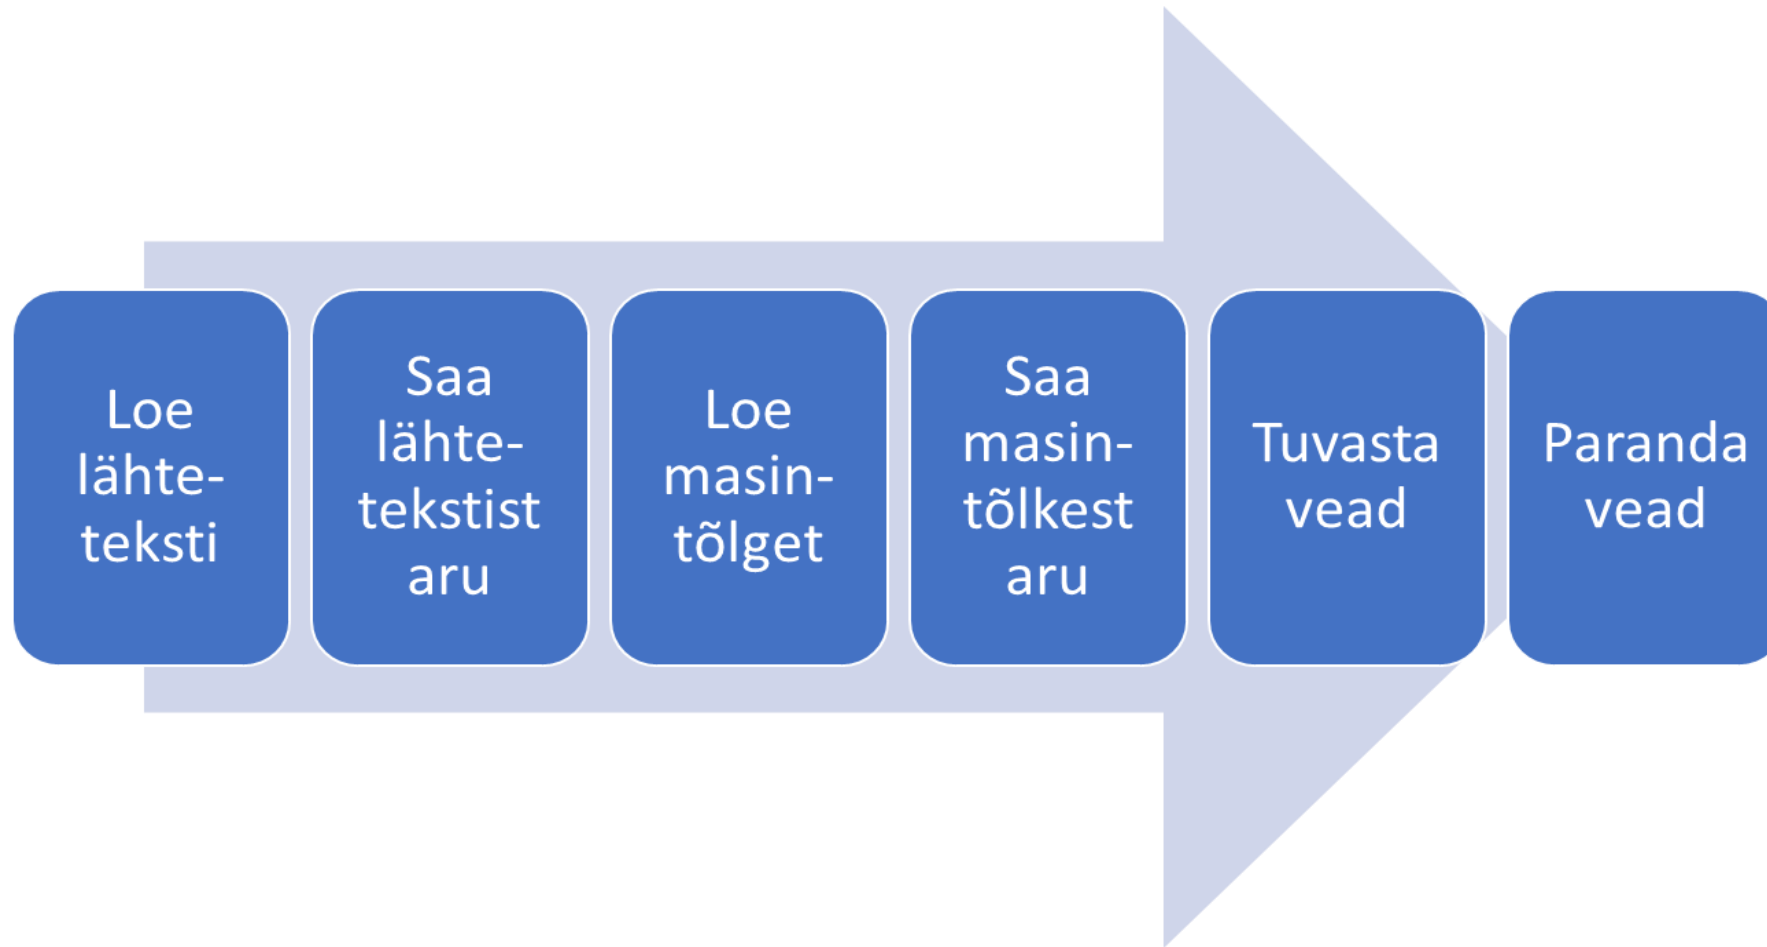 Loe
lähte-
teksti
Saa
lähte-
tekstist
aru
Loe
masin-
tõlget
Saa
masin-
tõlkest
aru
Tuvasta
vead
Paranda
vead